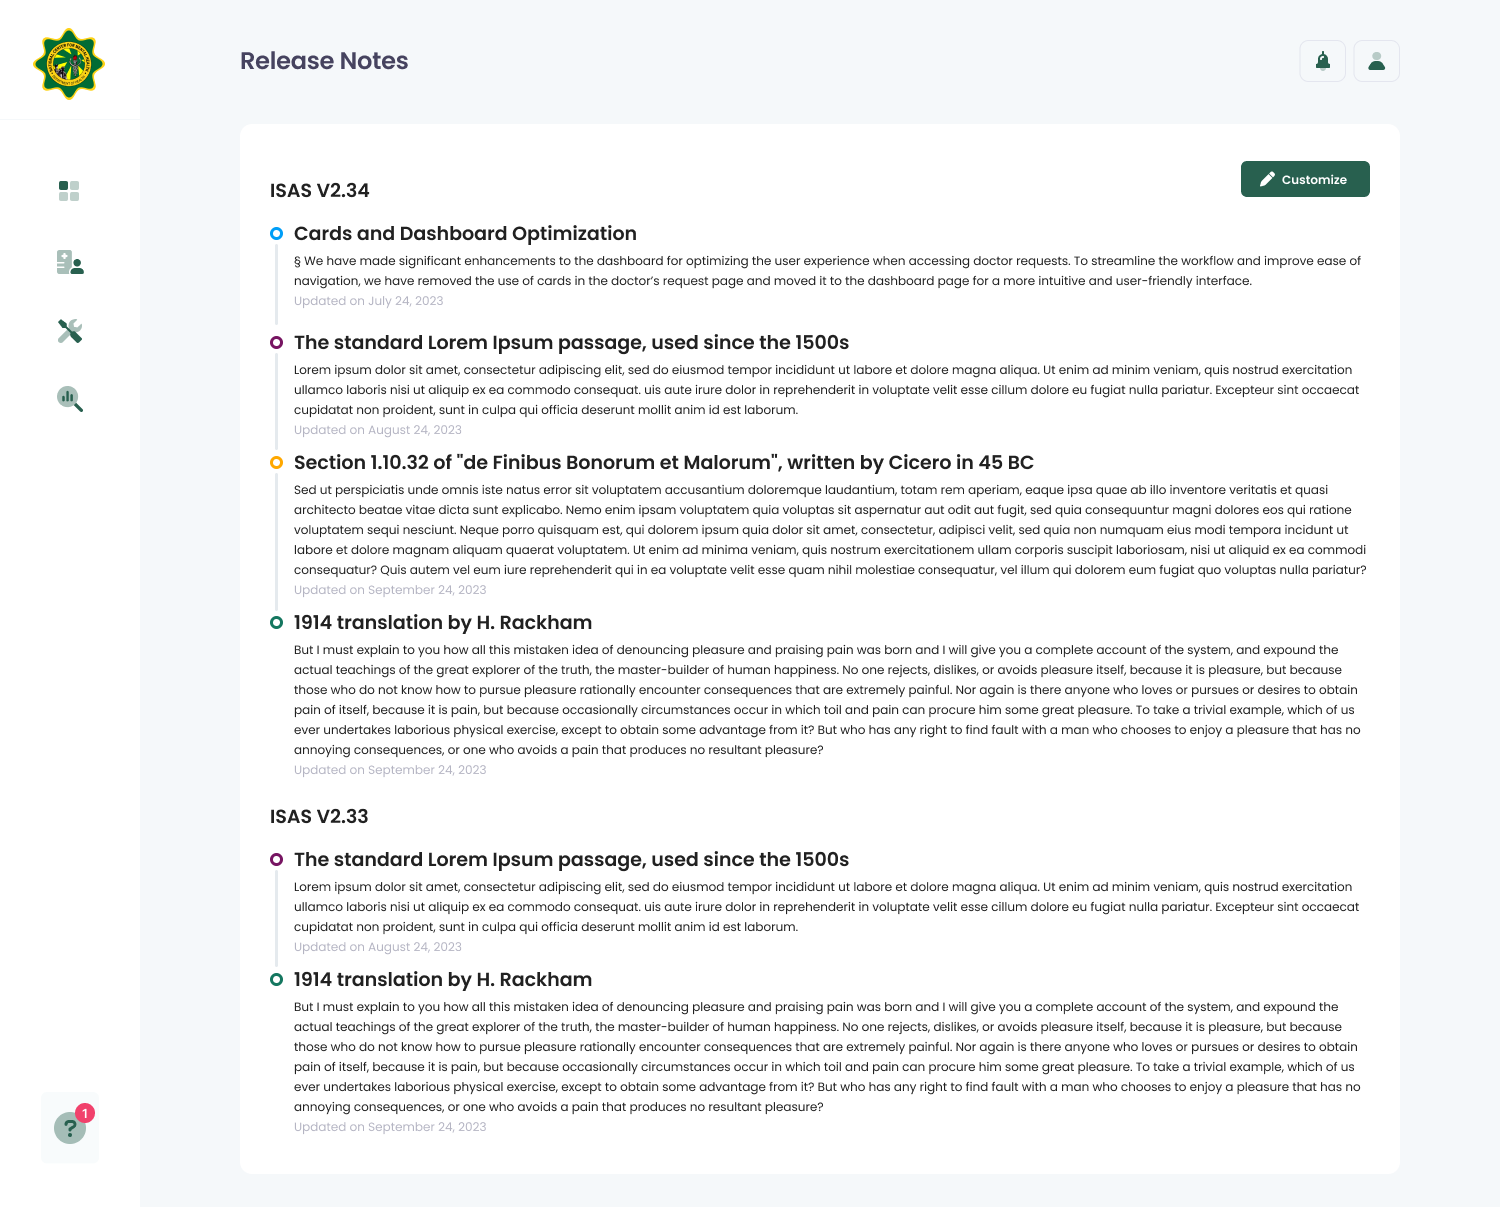 Release Notes
ISAS V2.34
Customize
Cards and Dashboard Optimization
§ We have made significant enhancements to the dashboard for optimizing the user experience when accessing doctor requests. To streamline the workflow and improve ease of
navigation, we have removed the use of cards in the doctor’s request page and moved it to the dashboard page for a more intuitive and user-friendly interface.
Updated on July 24, 2023
The standard Lorem Ipsum passage, used since the 1500s
Lorem ipsum dolor sit amet, consectetur adipiscing elit, sed do eiusmod tempor incididunt ut labore et dolore magna aliqua. Ut enim ad minim veniam, quis nostrud exercitation
ullamco laboris nisi ut aliquip ex ea commodo consequat. uis aute irure dolor in reprehenderit in voluptate velit esse cillum dolore eu fugiat nulla pariatur. Excepteur sint occaecat
cupidatat non proident, sunt in culpa qui officia deserunt mollit anim id est laborum.
Updated on August 24, 2023
Section 1.10.32 of "de Finibus Bonorum et Malorum", written by Cicero in 45 BC
Sed ut perspiciatis unde omnis iste natus error sit voluptatem accusantium doloremque laudantium, totam rem aperiam, eaque ipsa quae ab illo inventore veritatis et quasi
architecto beatae vitae dicta sunt explicabo. Nemo enim ipsam voluptatem quia voluptas sit aspernatur aut odit aut fugit, sed quia consequuntur magni dolores eos qui ratione
voluptatem sequi nesciunt. Neque porro quisquam est, qui dolorem ipsum quia dolor sit amet, consectetur, adipisci velit, sed quia non numquam eius modi tempora incidunt ut
labore et dolore magnam aliquam quaerat voluptatem. Ut enim ad minima veniam, quis nostrum exercitationem ullam corporis suscipit laboriosam, nisi ut aliquid ex ea commodi
consequatur? Quis autem vel eum iure reprehenderit qui in ea voluptate velit esse quam nihil molestiae consequatur, vel illum qui dolorem eum fugiat quo voluptas nulla pariatur?
Updated on September 24, 2023
1914 translation by H. Rackham
But I must explain to you how all this mistaken idea of denouncing pleasure and praising pain was born and I will give you a complete account of the system, and expound the
actual teachings of the great explorer of the truth, the master-builder of human happiness. No one rejects, dislikes, or avoids pleasure itself, because it is pleasure, but because
those who do not know how to pursue pleasure rationally encounter consequences that are extremely painful. Nor again is there anyone who loves or pursues or desires to obtain
pain of itself, because it is pain, but because occasionally circumstances occur in which toil and pain can procure him some great pleasure. To take a trivial example, which of us
ever undertakes laborious physical exercise, except to obtain some advantage from it? But who has any right to find fault with a man who chooses to enjoy a pleasure that has no
annoying consequences, or one who avoids a pain that produces no resultant pleasure?
Updated on September 24, 2023
ISAS V2.33
The standard Lorem Ipsum passage, used since the 1500s
Lorem ipsum dolor sit amet, consectetur adipiscing elit, sed do eiusmod tempor incididunt ut labore et dolore magna aliqua. Ut enim ad minim veniam, quis nostrud exercitation
ullamco laboris nisi ut aliquip ex ea commodo consequat. uis aute irure dolor in reprehenderit in voluptate velit esse cillum dolore eu fugiat nulla pariatur. Excepteur sint occaecat
cupidatat non proident, sunt in culpa qui officia deserunt mollit anim id est laborum.
Updated on August 24, 2023
1914 translation by H. Rackham
But I must explain to you how all this mistaken idea of denouncing pleasure and praising pain was born and I will give you a complete account of the system, and expound the
actual teachings of the great explorer of the truth, the master-builder of human happiness. No one rejects, dislikes, or avoids pleasure itself, because it is pleasure, but because
those who do not know how to pursue pleasure rationally encounter consequences that are extremely painful. Nor again is there anyone who loves or pursues or desires to obtain
pain of itself, because it is pain, but because occasionally circumstances occur in which toil and pain can procure him some great pleasure. To take a trivial example, which of us
ever undertakes laborious physical exercise, except to obtain some advantage from it? But who has any right to find fault with a man who chooses to enjoy a pleasure that has no
annoying consequences, or one who avoids a pain that produces no resultant pleasure?
Updated on September 24, 2023
?
1